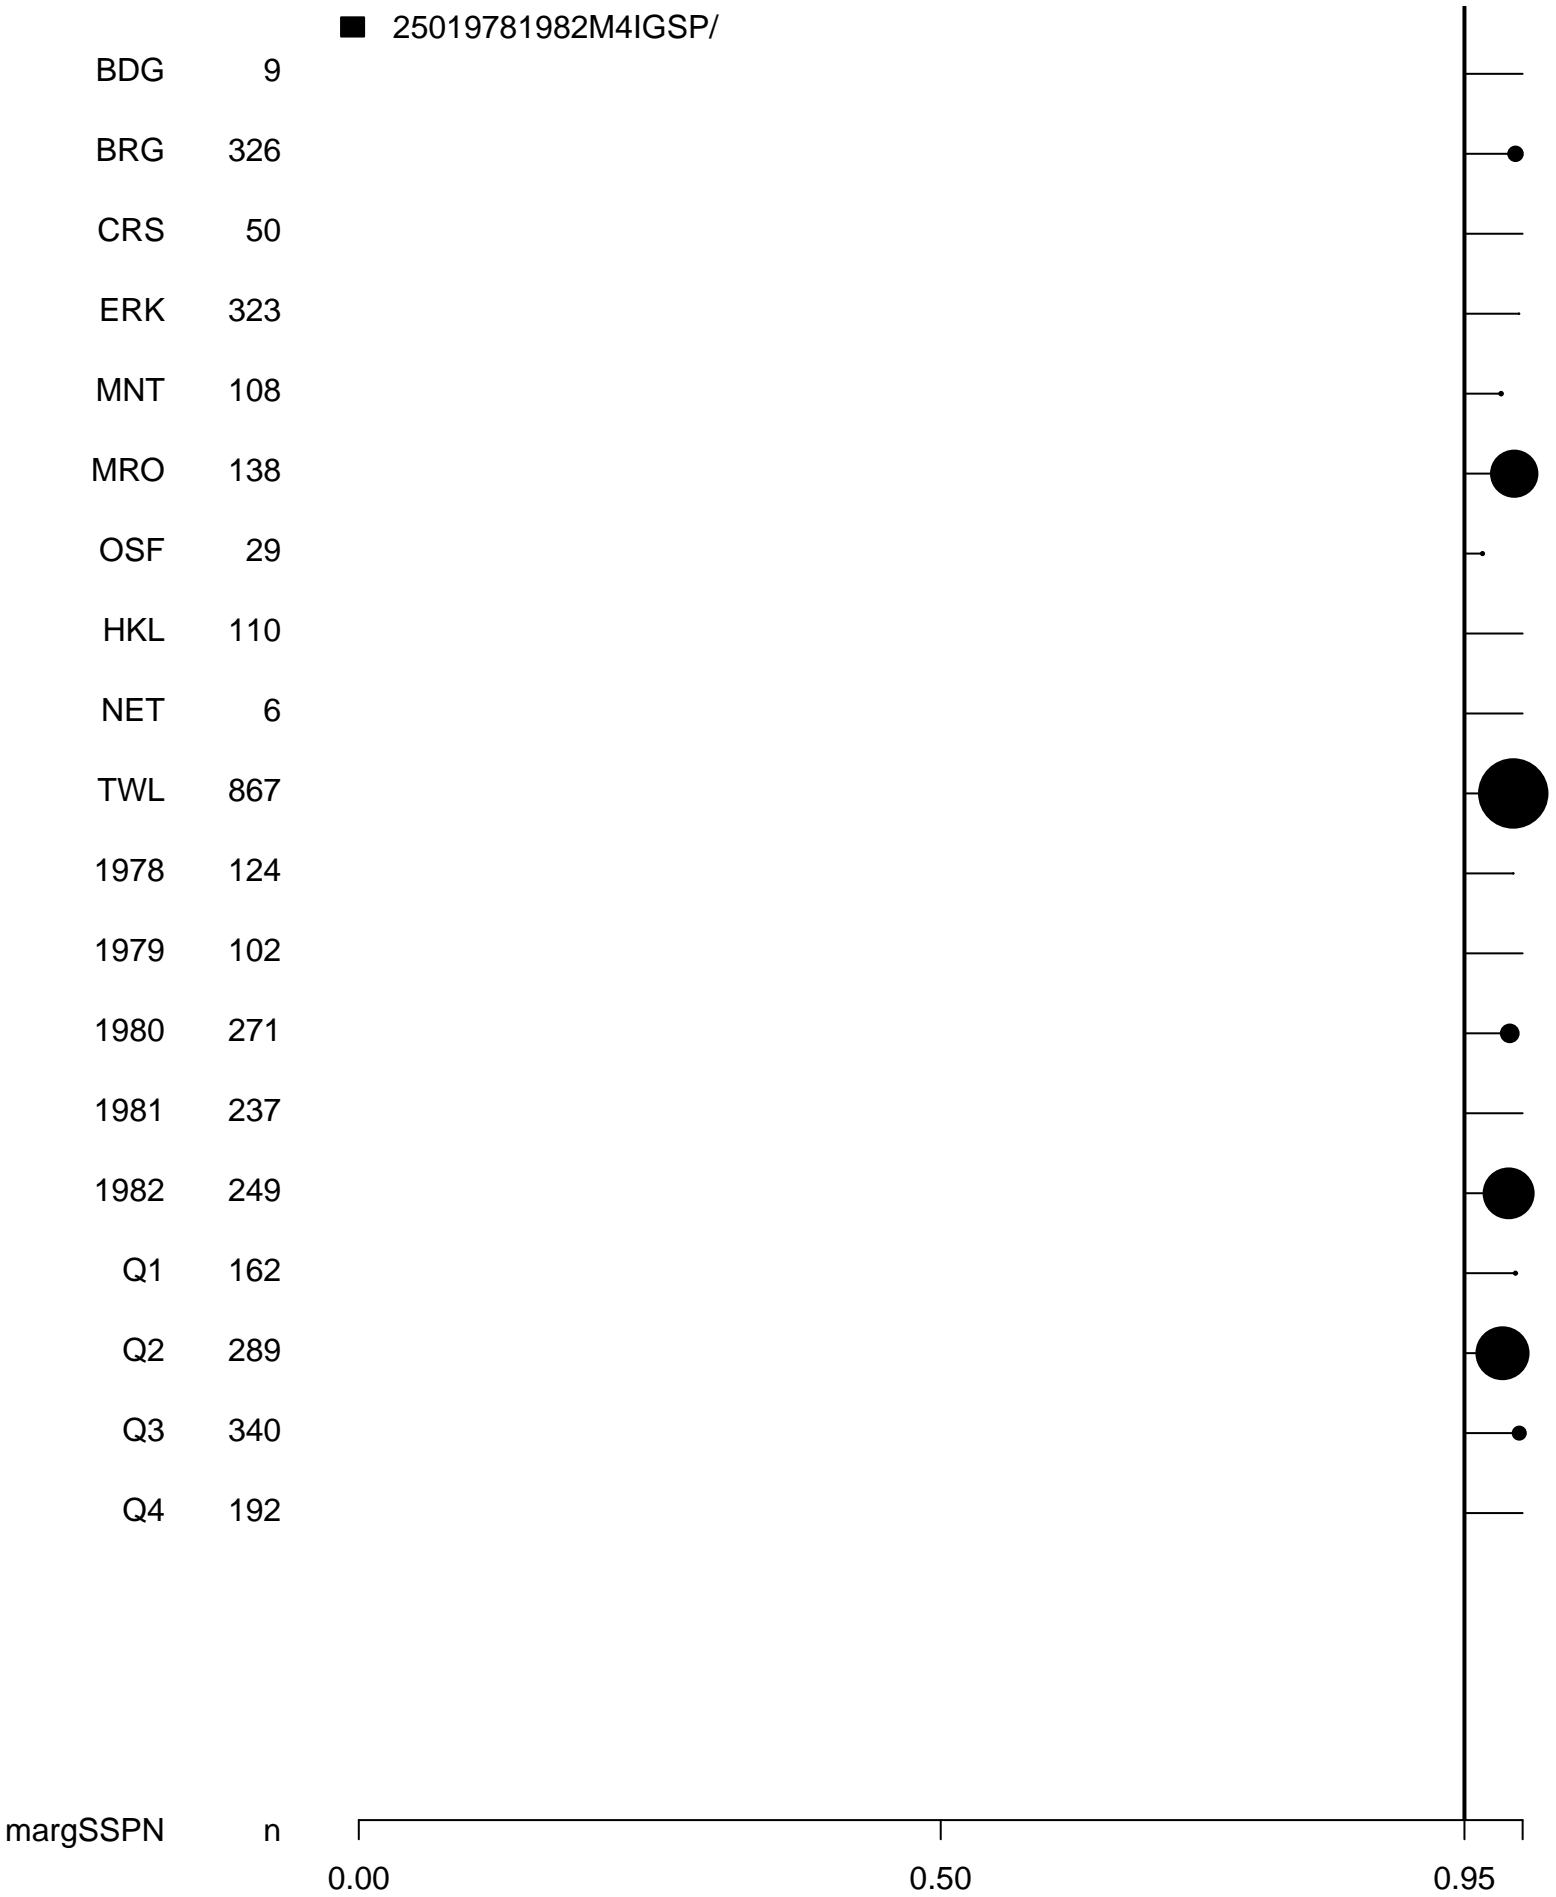 25019781982M4IGSP/
BDG 9
BRG 326
CRS 50
ERK 323
MNT 108
MRO 138
OSF 29
HKL 110
NET 6
TWL 867
1978 124
1979 102
1980 271
1981 237
1982 249
Q1 162
Q2 289
Q3 340
Q4 192
margSSPN n
0.00 0.50 0.95